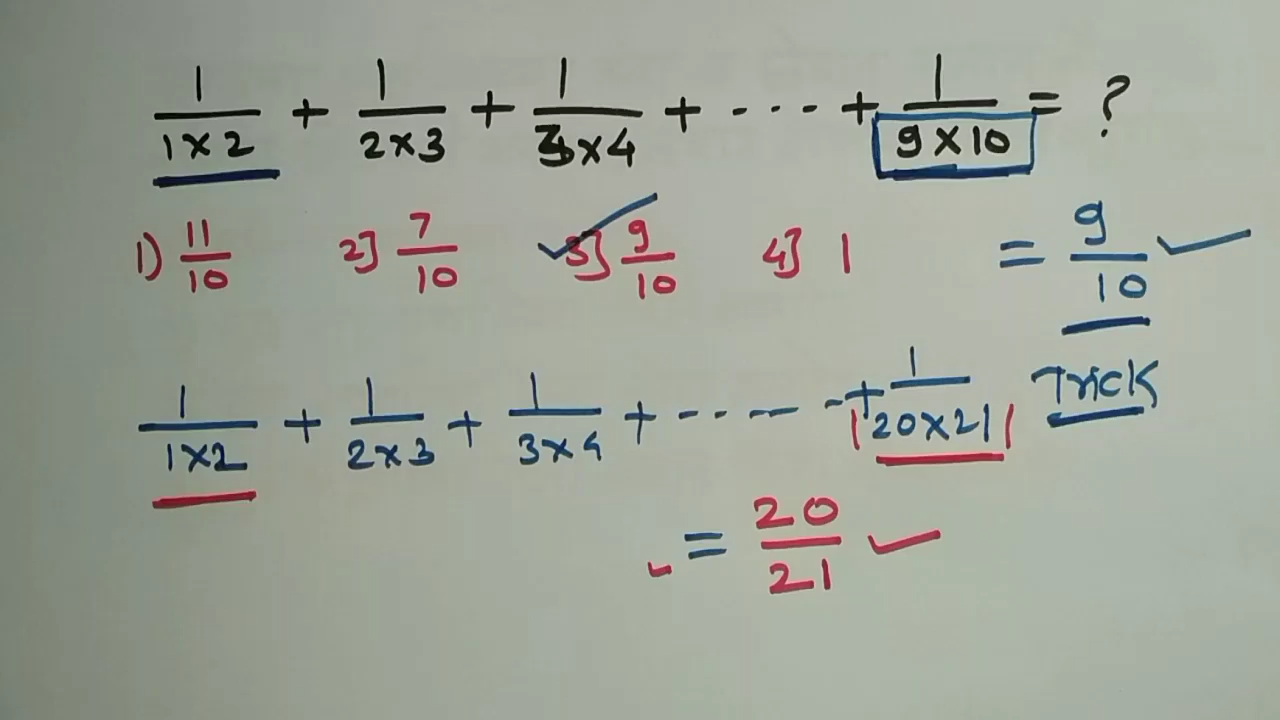 1/(1×2) + 1/(2×3) + 1/(3×4) + ... + 1/(9×10) = ?
1) 11/10 2] 7/10 3] 9/10 4] 1 = 9/10 ✓
1/(1×2) + 1/(2×3) + 1/(3×4) + ------ + 1/(20×21) Trick
= 20/21 ✓